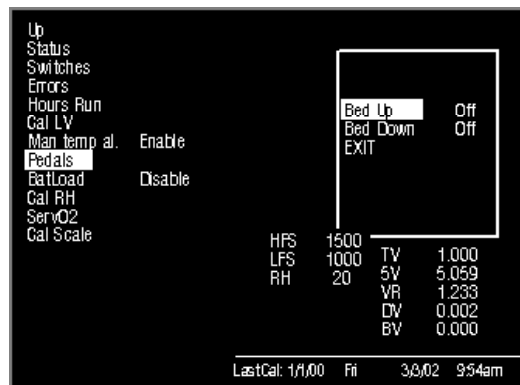 Up
Status
Switches
Errors
Hours Run
Cal LV
Man temp al. Enable
Pedals
BatLoad Disable
Cal RH
ServO2
Cal Scale
Bed Up Off
Bed Down Off
EXIT
HFS 1500
LFS 1000
RH 20
TV 1.000
5V 5.059
VR 1.233
DV 0.002
BV 0.000
LastCal: 1/1/00 Fri 3/3/02 9:54am